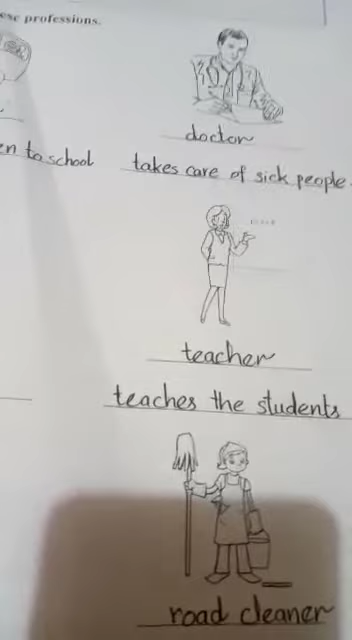 ese professions.
doctor
en to school takes care of sick people.
teacher
teaches the students
road cleaner